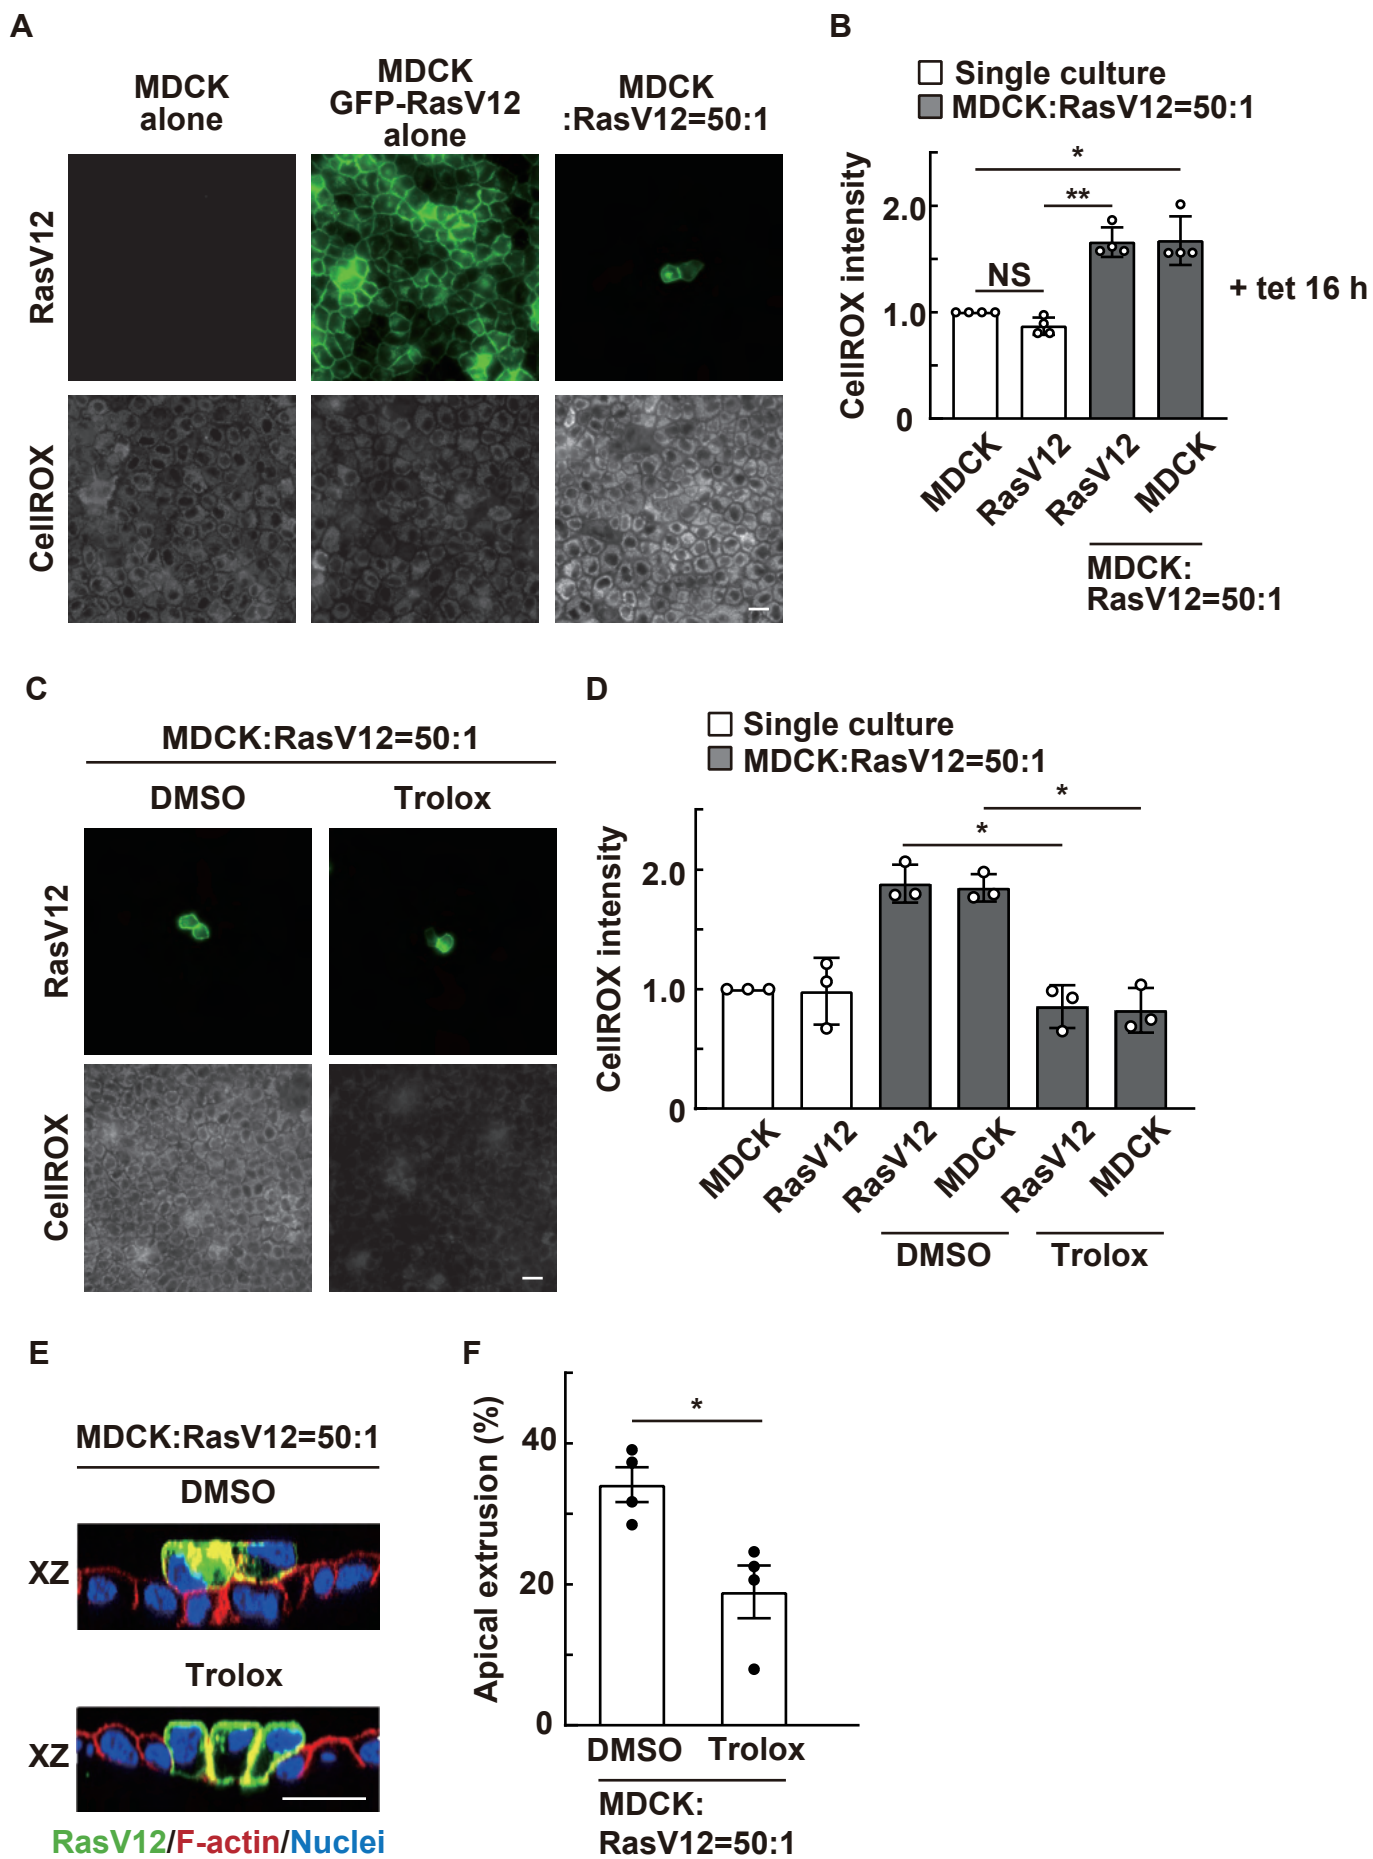 A
MDCK
alone
MDCK
GFP-RasV12
alone
MDCK
:RasV12=50:1
RasV12
CellROX
B
Single culture
MDCK:RasV12=50:1
CellROX intensity
2.0
1.0
0
*
**
NS
+ tet 16 h
MDCK
RasV12
RasV12
MDCK
MDCK:
RasV12=50:1
C
MDCK:RasV12=50:1
DMSO
Trolox
RasV12
CellROX
D
Single culture
MDCK:RasV12=50:1
CellROX intensity
2.0
1.0
0
*
*
MDCK
RasV12
RasV12
MDCK
RasV12
MDCK
DMSO
Trolox
E
MDCK:RasV12=50:1
DMSO
XZ
Trolox
XZ
RasV12/F-actin/Nuclei
F
Apical extrusion (%)
40
20
0
*
DMSO
Trolox
MDCK:
RasV12=50:1